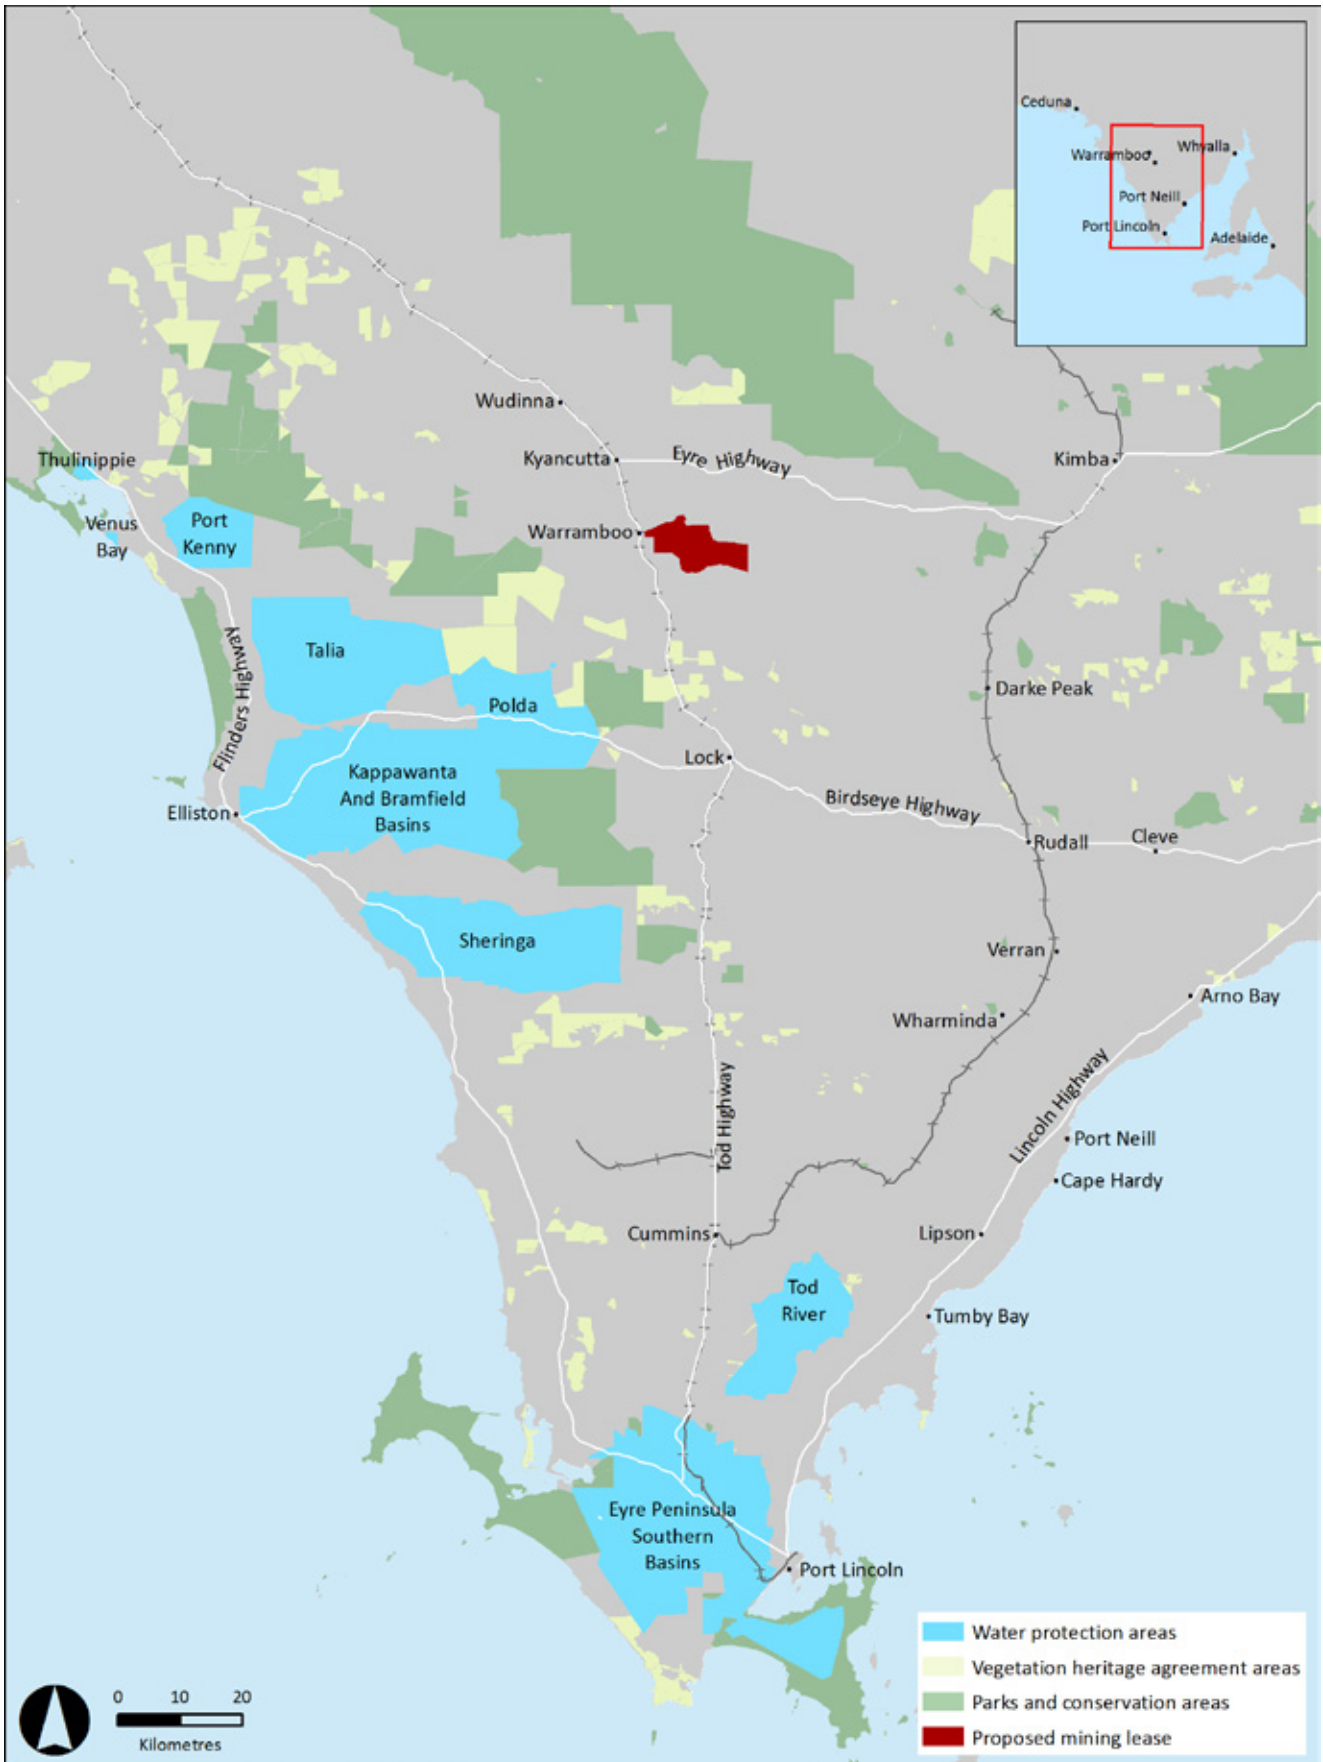 Ceduna
Warramboo
Whyalla
Port Neill
Port Lincoln
Adelaide
Wudinna
Kyancutta
Eyre Highway
Kimba
Thulinippie
Venus
Bay
Port
Kenny
Warramboo
Talia
Flinders Highway
Polda
Darke Peak
Lock
Kappawanta
And Bramfield
Basins
Birdseye Highway
Elliston
Rudall
Cleve
Sheringa
Verran
Arno Bay
Wharminda
Tod Highway
Lincoln Highway
Port Neill
Cape Hardy
Cummins
Lipson
Tod
River
Tumby Bay
Eyre Peninsula
Southern
Basins
Port Lincoln
Water protection areas
Vegetation heritage agreement areas
Parks and conservation areas
Proposed mining lease
0 10 20
Kilometres